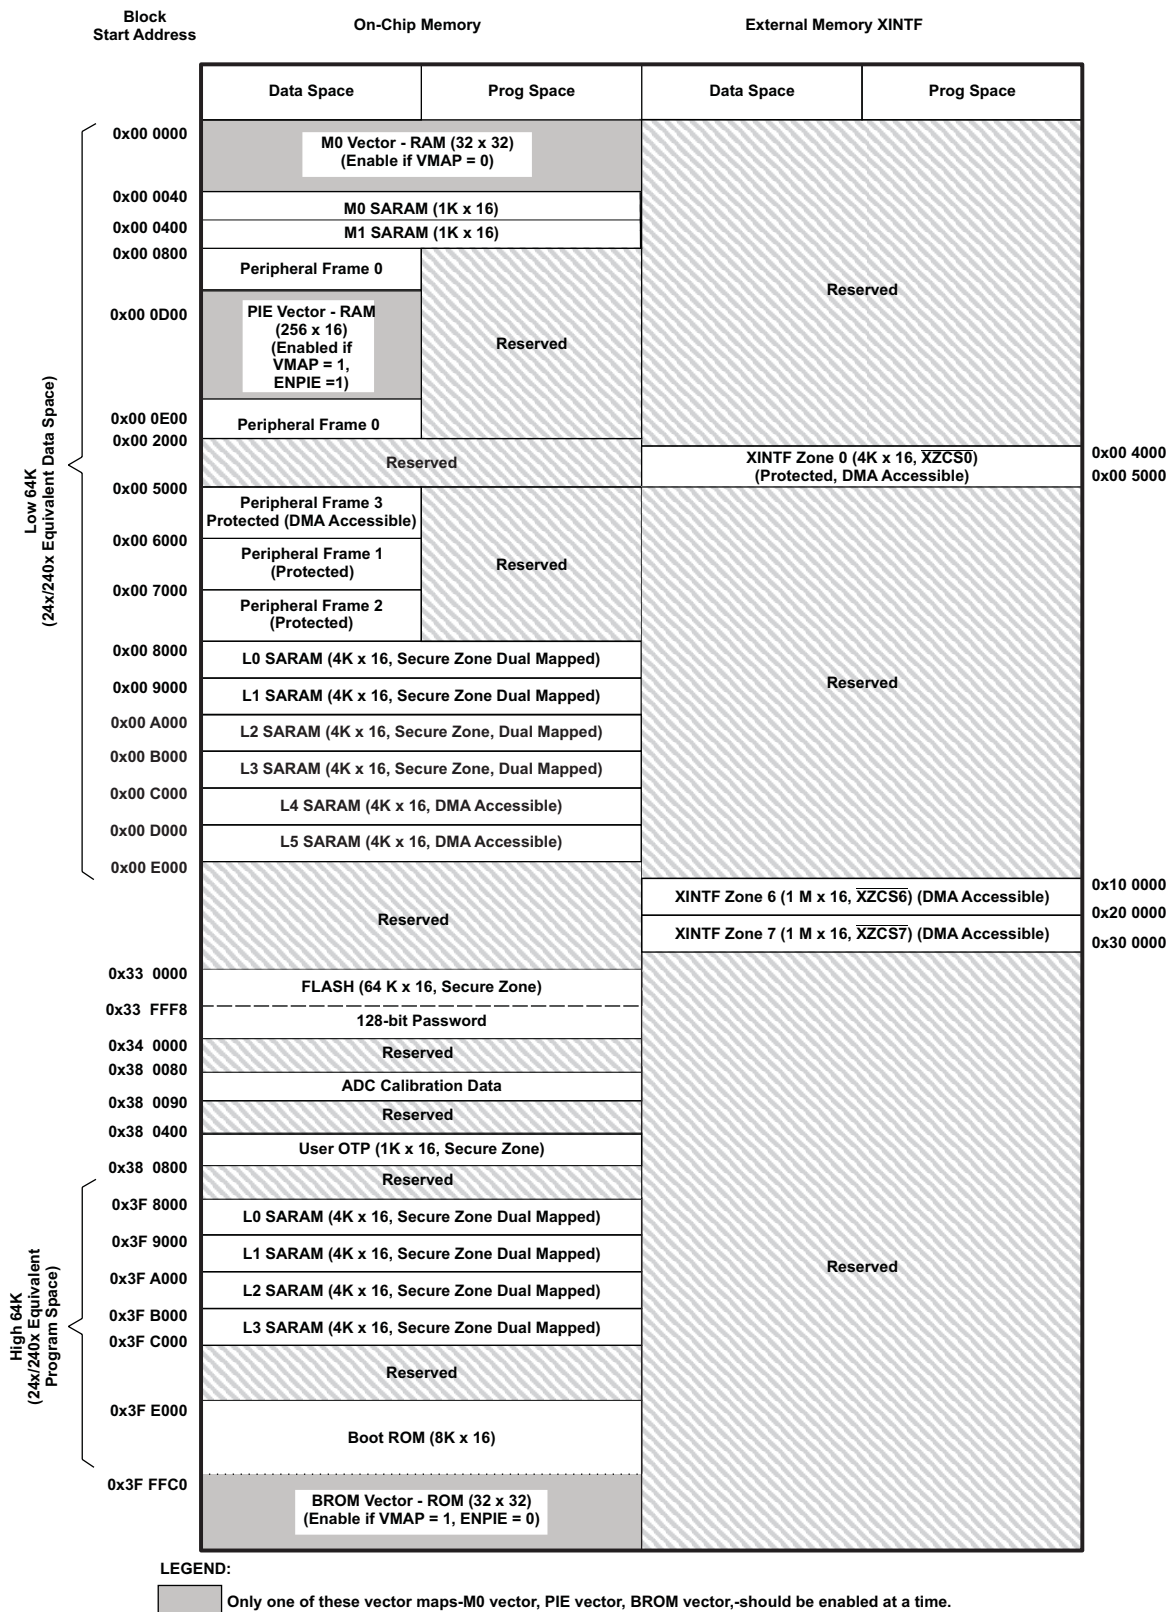 Block
Start Address
On-Chip Memory
External Memory XINTF
Data Space
Prog Space
Data Space
Prog Space
Low 64K
(24x/240x Equivalent Data Space)
0x00 0000
M0 Vector - RAM (32 x 32)
(Enable if VMAP = 0)
0x00 0040
M0 SARAM (1K x 16)
0x00 0400
M1 SARAM (1K x 16)
0x00 0800
Peripheral Frame 0
Reserved
0x00 0D00
PIE Vector - RAM
(256 x 16)
(Enabled if
VMAP = 1,
ENPIE =1)
Reserved
0x00 0E00
Peripheral Frame 0
0x00 2000
Reserved
XINTF Zone 0 (4K x 16, XZCS0)
(Protected, DMA Accessible)
0x00 4000
0x00 5000
0x00 5000
Peripheral Frame 3
Protected (DMA Accessible)
0x00 6000
Peripheral Frame 1
(Protected)
Reserved
0x00 7000
Peripheral Frame 2
(Protected)
0x00 8000
L0 SARAM (4K x 16, Secure Zone Dual Mapped)
0x00 9000
L1 SARAM (4K x 16, Secure Zone Dual Mapped)
Reserved
0x00 A000
L2 SARAM (4K x 16, Secure Zone, Dual Mapped)
0x00 B000
L3 SARAM (4K x 16, Secure Zone, Dual Mapped)
0x00 C000
L4 SARAM (4K x 16, DMA Accessible)
0x00 D000
L5 SARAM (4K x 16, DMA Accessible)
0x00 E000
Reserved
XINTF Zone 6 (1 M x 16, XZCS6) (DMA Accessible)
0x10 0000
0x20 0000
XINTF Zone 7 (1 M x 16, XZCS7) (DMA Accessible)
0x30 0000
0x33 0000
FLASH (64 K x 16, Secure Zone)
0x33 FFF8
128-bit Password
0x34 0000
Reserved
0x38 0080
ADC Calibration Data
0x38 0090
Reserved
0x38 0400
User OTP (1K x 16, Secure Zone)
0x38 0800
Reserved
High 64K
(24x/240x Equivalent
Program Space)
0x3F 8000
L0 SARAM (4K x 16, Secure Zone Dual Mapped)
0x3F 9000
L1 SARAM (4K x 16, Secure Zone Dual Mapped)
Reserved
0x3F A000
L2 SARAM (4K x 16, Secure Zone Dual Mapped)
0x3F B000
L3 SARAM (4K x 16, Secure Zone Dual Mapped)
0x3F C000
Reserved
0x3F E000
Boot ROM (8K x 16)
0x3F FFC0
BROM Vector - ROM (32 x 32)
(Enable if VMAP = 1, ENPIE = 0)
LEGEND:
Only one of these vector maps-M0 vector, PIE vector, BROM vector,-should be enabled at a time.